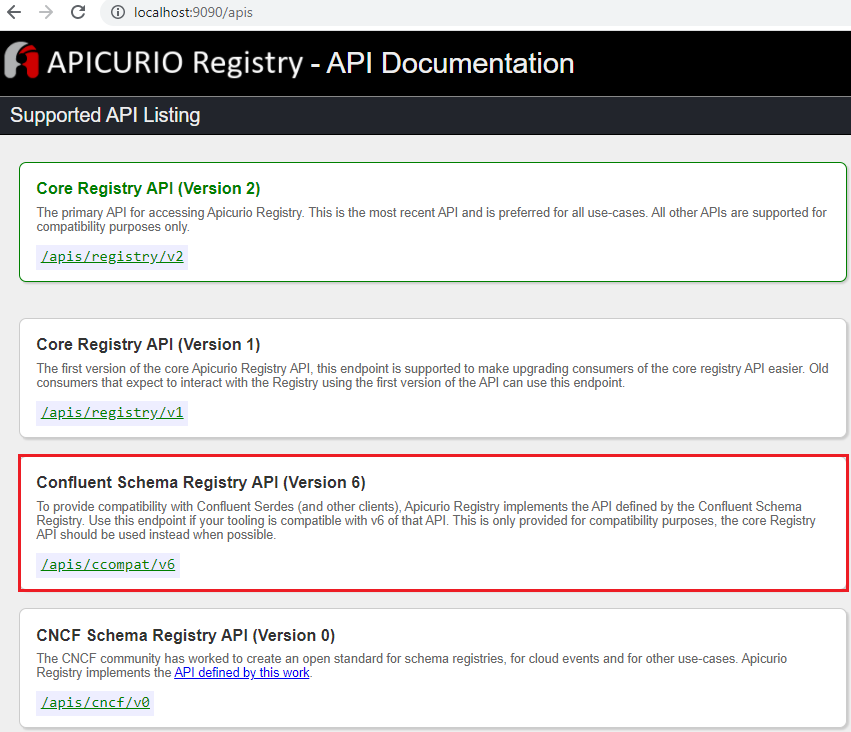 localhost:9090/apis
APICURIO Registry - API Documentation
Supported API Listing
Core Registry API (Version 2)
The primary API for accessing Apicurio Registry. This is the most recent API and is preferred for all use-cases. All other APIs are supported for
compatibility purposes only.
/apis/registry/v2
Core Registry API (Version 1)
The first version of the core Apicurio Registry API, this endpoint is supported to make upgrading consumers of the core registry API easier. Old
consumers that expect to interact with the Registry using the first version of the API can use this endpoint.
/apis/registry/v1
Confluent Schema Registry API (Version 6)
To provide compatibility with Confluent Serdes (and other clients), Apicurio Registry implements the API defined by the Confluent Schema
Registry. Use this endpoint if your tooling is compatible with v6 of that API. This is only provided for compatibility purposes, the core Registry
API should be used instead when possible.
/apis/ccompat/v6
CNCF Schema Registry API (Version 0)
The CNCF community has worked to create an open standard for schema registries, for cloud events and for other use-cases. Apicurio
Registry implements the API defined by this work.
/apis/cncf/v0